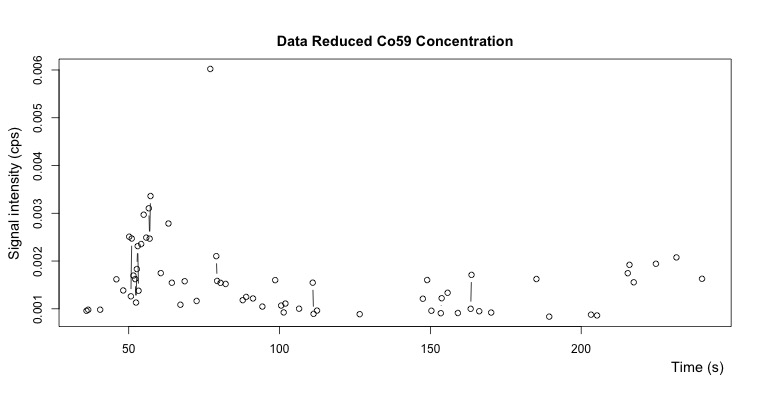 Data Reduced Co59 Concentration
Signal intensity (cps)
0.006
0.005
0.004
0.003
0.002
0.001
50 100 150 200
Time (s)